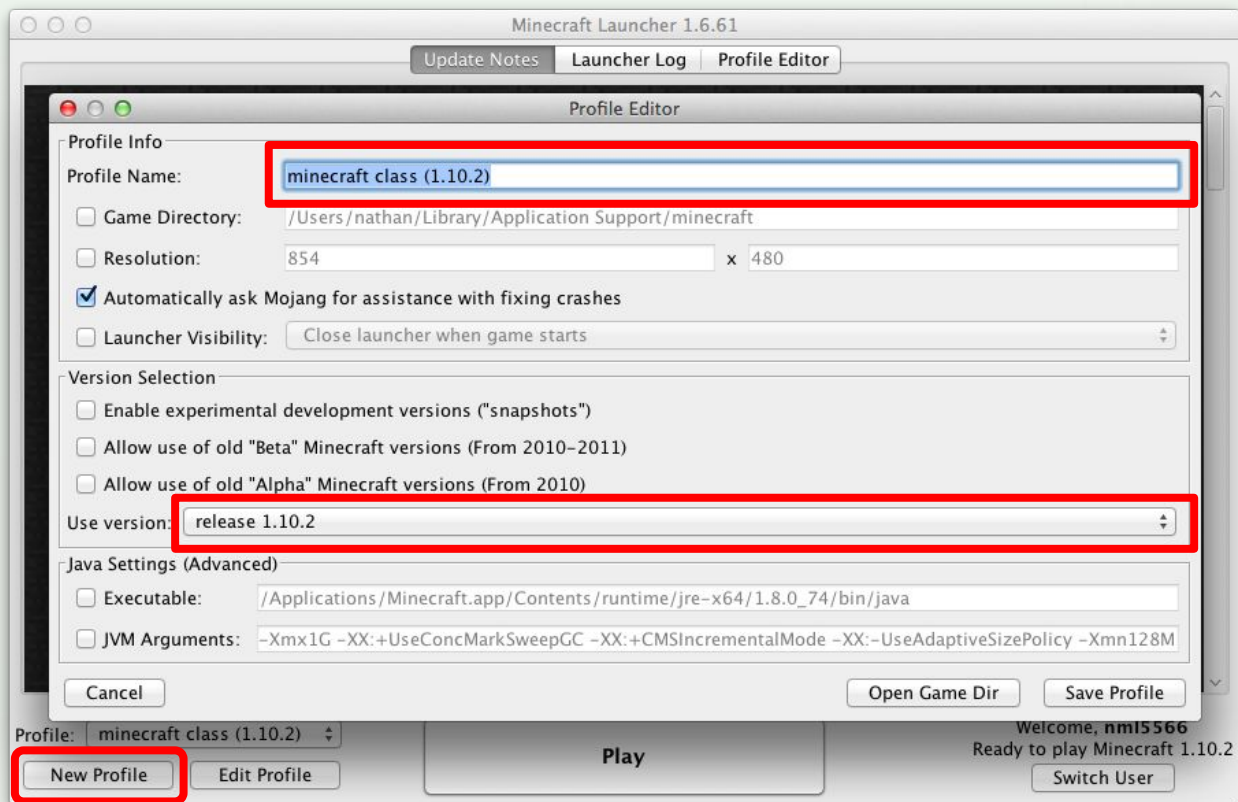 Minecraft Launcher 1.6.61
Update Notes Launcher Log Profile Editor
Profile Editor
Profile Info
Profile Name: minecraft class (1.10.2)
Game Directory: /Users/nathan/Library/Application Support/minecraft
Resolution: 854 x 480
Automatically ask Mojang for assistance with fixing crashes
Launcher Visibility: Close launcher when game starts
Version Selection
Enable experimental development versions ("snapshots")
Allow use of old "Beta" Minecraft versions (From 2010-2011)
Allow use of old "Alpha" Minecraft versions (From 2010)
Use version: release 1.10.2
Java Settings (Advanced)
Executable: /Applications/Minecraft.app/Contents/runtime/jre-x64/1.8.0_74/bin/java
JVM Arguments: -Xmx1G -XX:+UseConcMarkSweepGC -XX:+CMSIncrementalMode -XX:-UseAdaptiveSizePolicy -Xmn128M
Cancel Open Game Dir Save Profile
Profile: minecraft class (1.10.2)
New Profile Edit Profile
Play
Welcome, nml5566
Ready to play Minecraft 1.10.2
Switch User